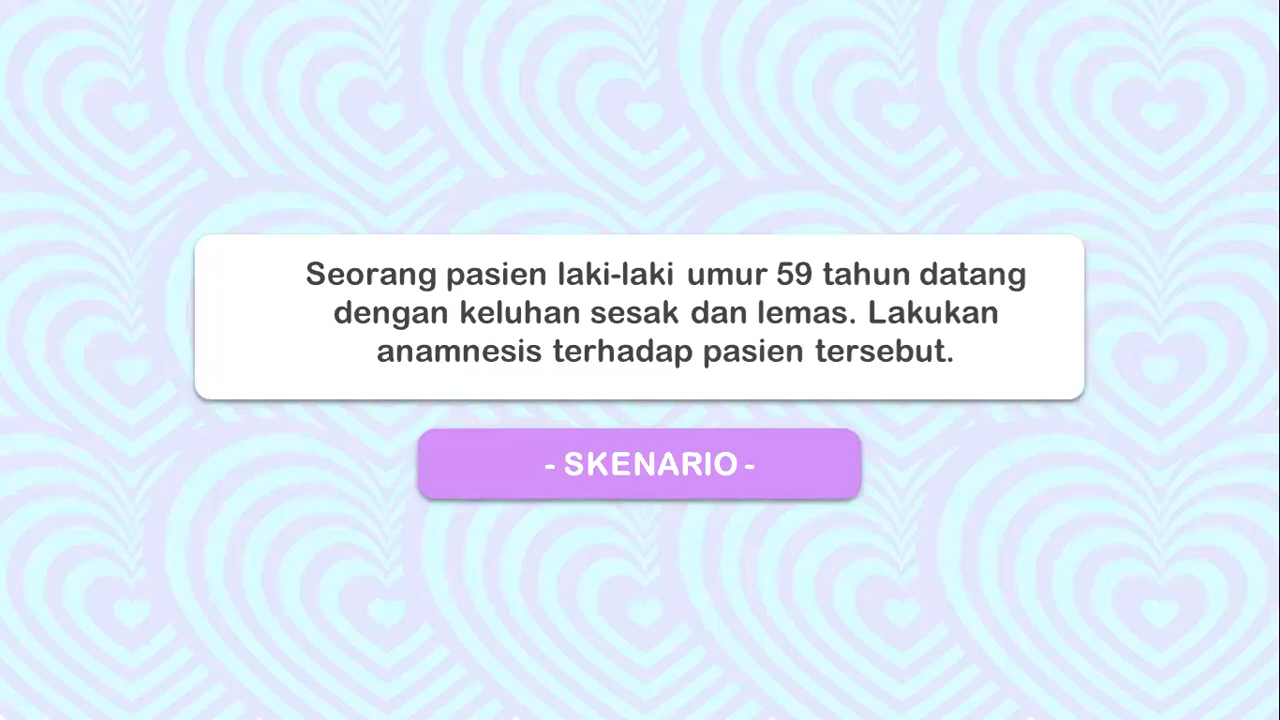 Seorang pasien laki-laki umur 59 tahun datang
dengan keluhan sesak dan lemas. Lakukan
anamnesis terhadap pasien tersebut.
- SKENARIO -